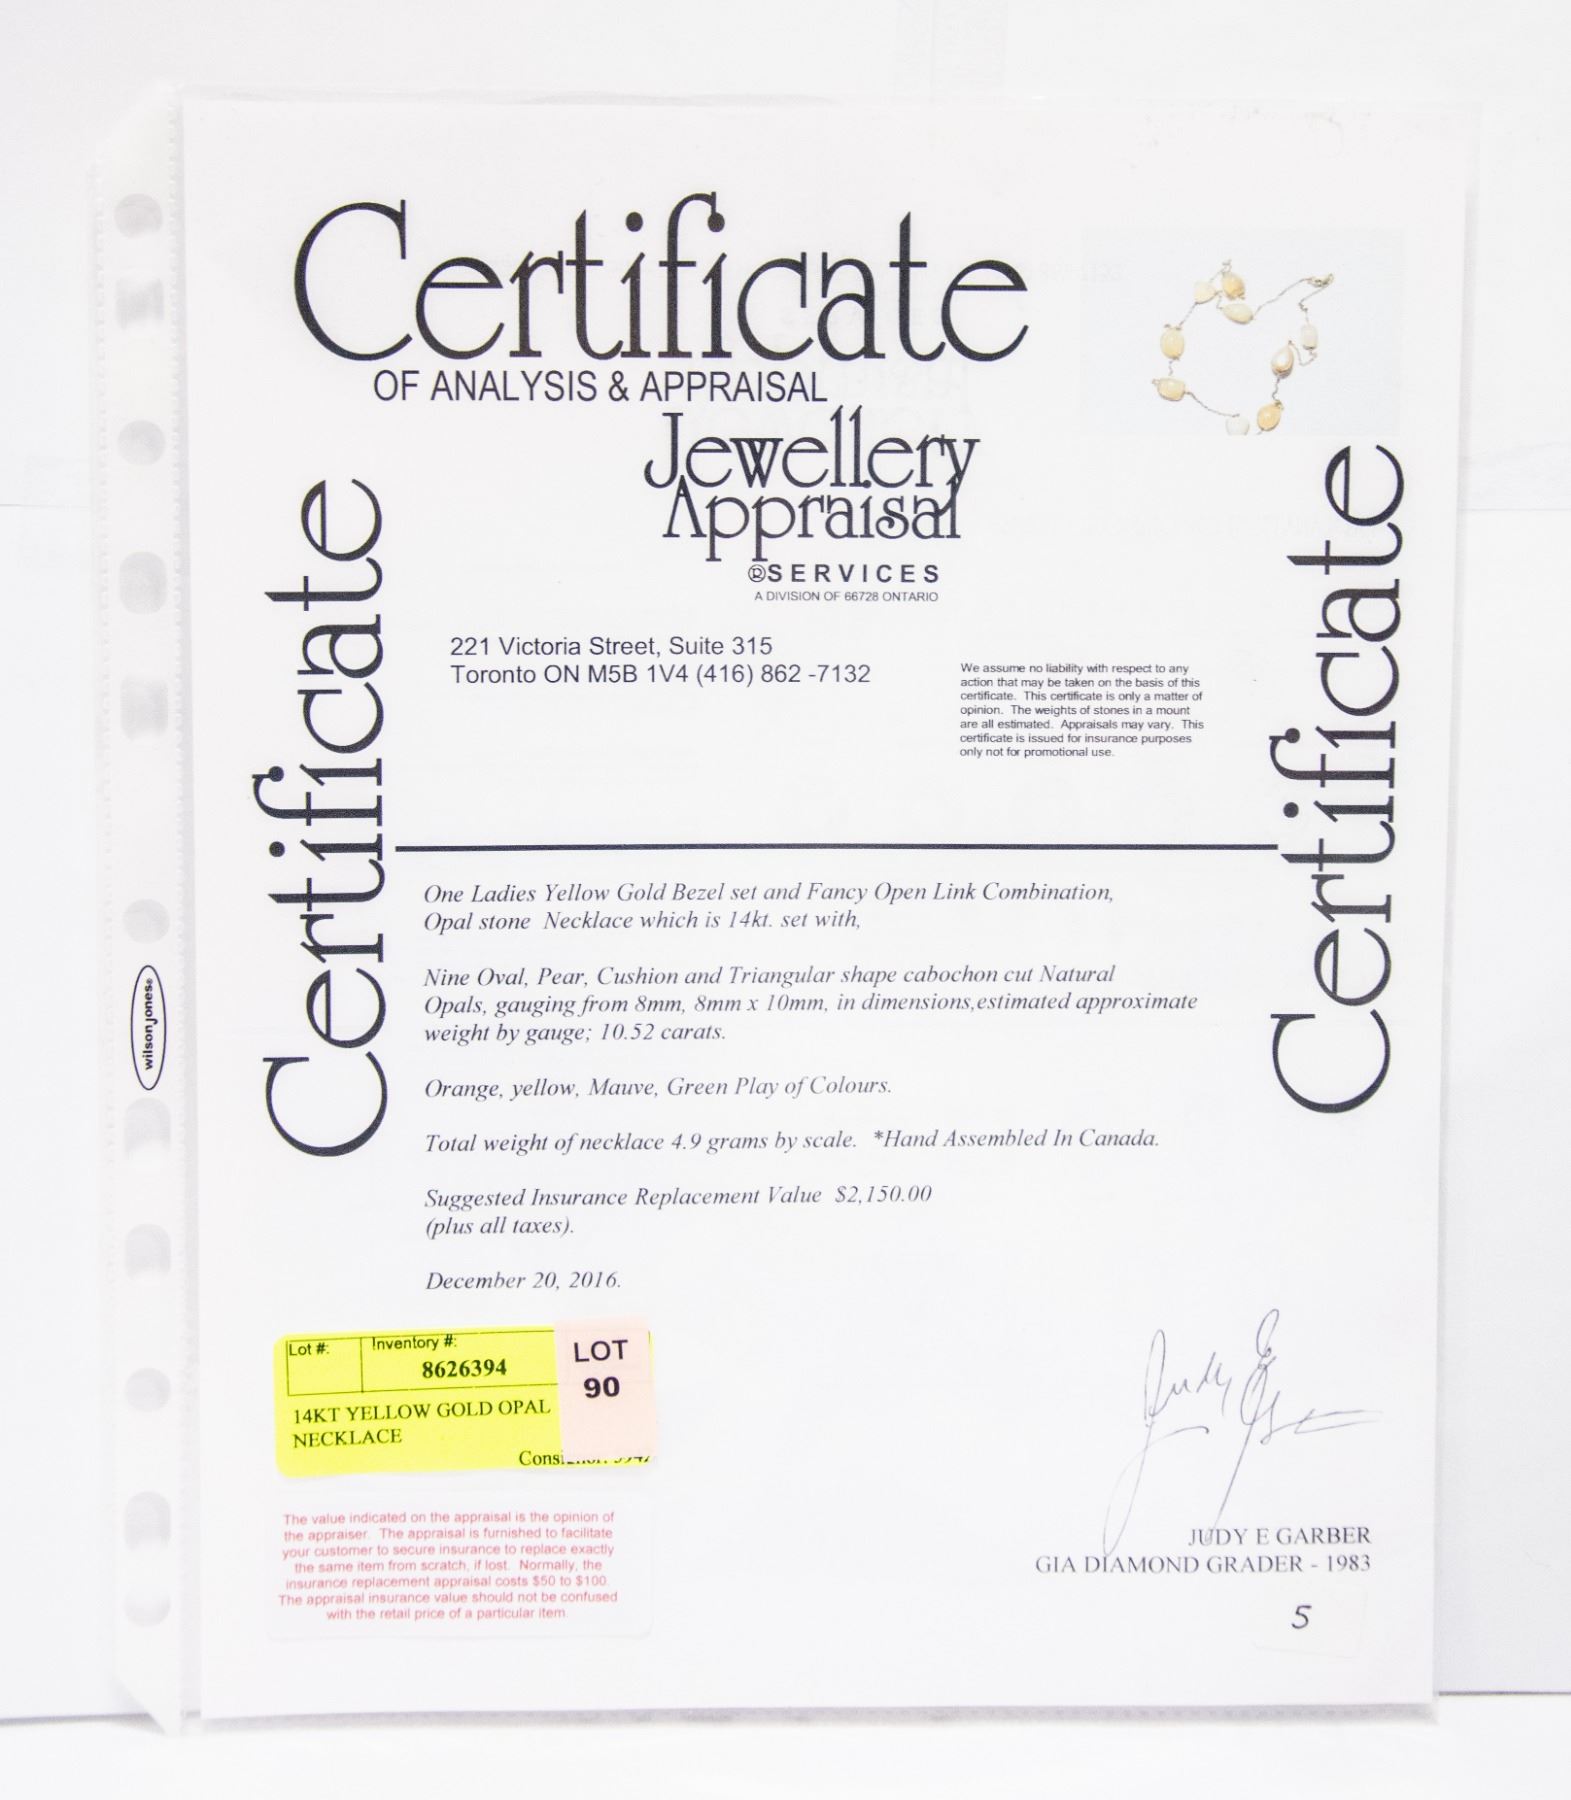 Certificate
OF ANALYSIS & APPRAISAL
Jewellery
Appraisal
®SERVICES
A DIVISION OF 66728 ONTARIO
221 Victoria Street, Suite 315
Toronto ON M5B 1V4 (416) 862 -7132
We assume no liability with respect to any
action that may be taken on the basis of this
certificate. This certificate is only a matter of
opinion. The weights of stones in a mount
are all estimated. Appraisals may vary. This
certificate is issued for insurance purposes
only not for promotional use.
Certificate
Certificate
One Ladies Yellow Gold Bezel set and Fancy Open Link Combination,
Opal stone Necklace which is 14kt. set with,
Nine Oval, Pear, Cushion and Triangular shape cabochon cut Natural
Opals, gauging from 8mm, 8mm x 10mm, in dimensions,estimated approximate
weight by gauge; 10.52 carats.
Orange, yellow, Mauve, Green Play of Colours.
Total weight of necklace 4.9 grams by scale. *Hand Assembled In Canada.
Suggested Insurance Replacement Value $2,150.00
(plus all taxes).
December 20, 2016.
wilsonjones®
Lot #:
Inventory #:
8626394
LOT
90
14KT YELLOW GOLD OPAL
NECKLACE
The value indicated on the appraisal is the opinion of
the appraiser. The appraisal is furnished to facilitate
your customer to secure insurance to replace exactly
the same item from scratch, if lost. Normally, the
insurance replacement appraisal costs $50 to $100.
The appraisal insurance value should not be confused
with the retail price of a particular item.
Judy E
JUDY E GARBER
GIA DIAMOND GRADER - 1983
5